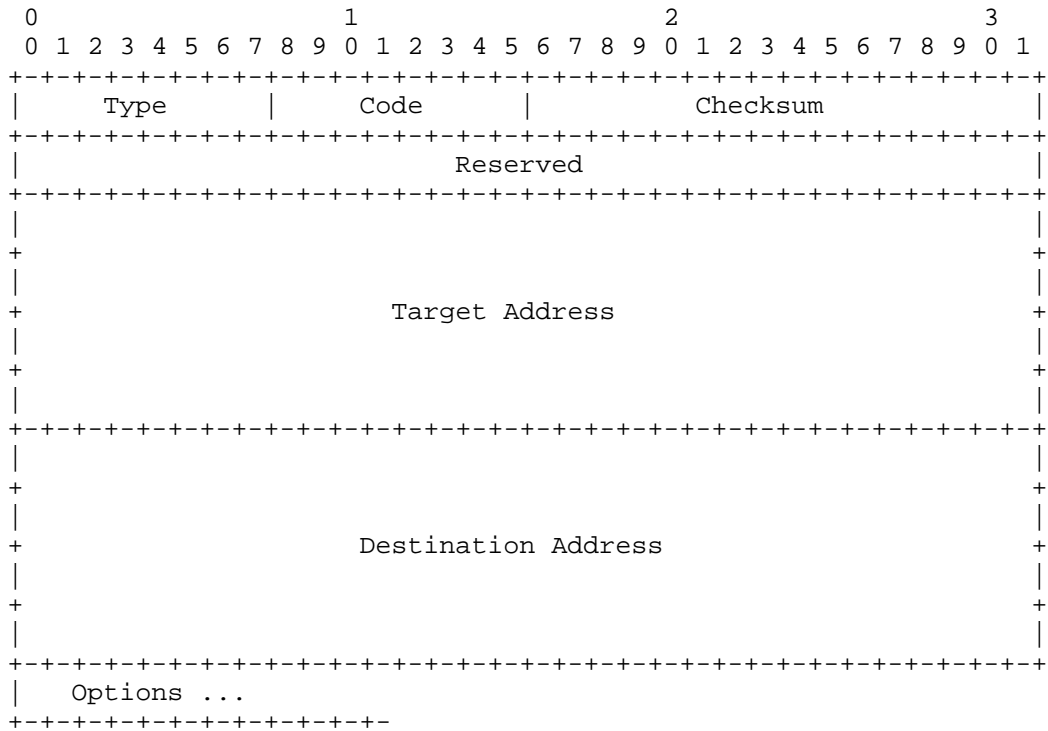 0                   1                   2                   3
 0 1 2 3 4 5 6 7 8 9 0 1 2 3 4 5 6 7 8 9 0 1 2 3 4 5 6 7 8 9 0 1
+-+-+-+-+-+-+-+-+-+-+-+-+-+-+-+-+-+-+-+-+-+-+-+-+-+-+-+-+-+-+-+-+
|     Type      |     Code      |          Checksum             |
+-+-+-+-+-+-+-+-+-+-+-+-+-+-+-+-+-+-+-+-+-+-+-+-+-+-+-+-+-+-+-+-+
|                           Reserved                            |
+-+-+-+-+-+-+-+-+-+-+-+-+-+-+-+-+-+-+-+-+-+-+-+-+-+-+-+-+-+-+-+-+
|                                                               |
+                                                               +
|                                                               |
+                       Target Address                          +
|                                                               |
+                                                               +
|                                                               |
+-+-+-+-+-+-+-+-+-+-+-+-+-+-+-+-+-+-+-+-+-+-+-+-+-+-+-+-+-+-+-+-+
|                                                               |
+                                                               +
|                                                               |
+                     Destination Address                       +
|                                                               |
+                                                               +
|                                                               |
+-+-+-+-+-+-+-+-+-+-+-+-+-+-+-+-+-+-+-+-+-+-+-+-+-+-+-+-+-+-+-+-+
|   Options ...
+-+-+-+-+-+-+-+-+-+-+-+-